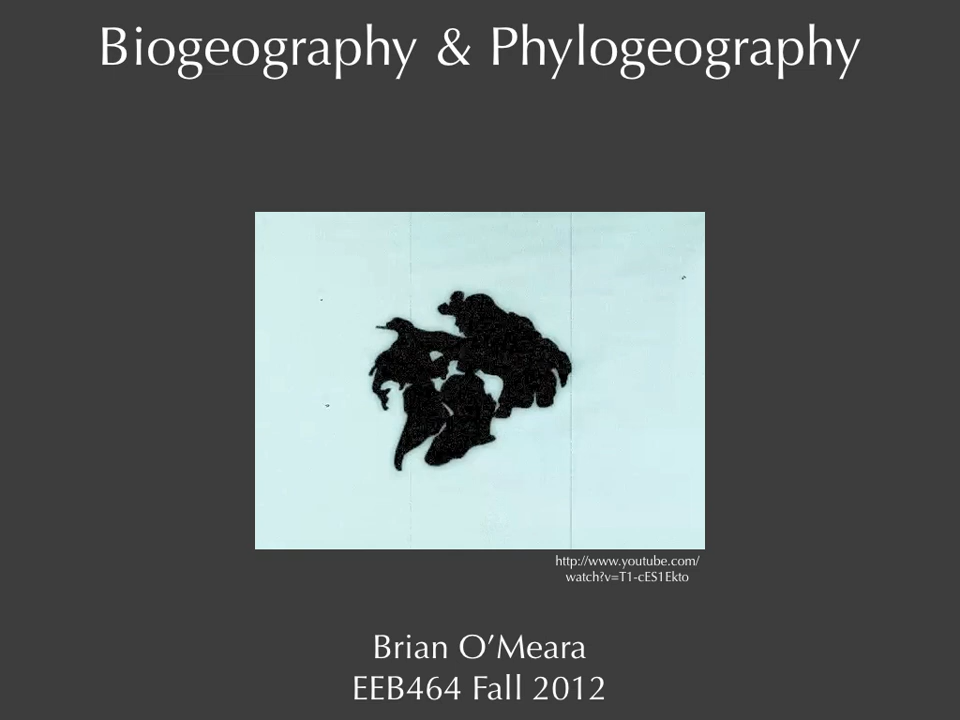 Biogeography & Phylogeography
http://www.youtube.com/
watch?v=T1-cES1Ekto
Brian O’Meara
EEB464 Fall 2012